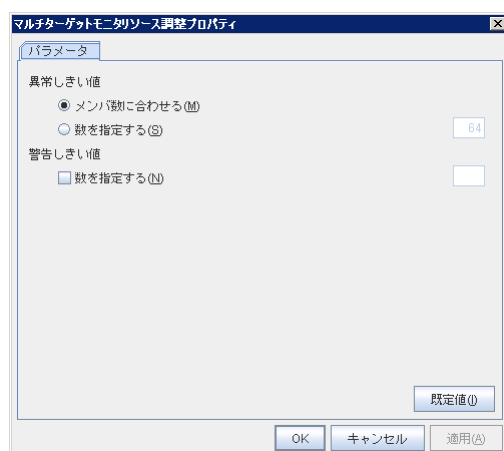 マルチターゲットモニタリソース調整プロパティ
パラメータ
異常しきい値
メンバ数に合わせる(M)
数を指定する(S) 64
警告しきい値
数を指定する(N)
既定値(I)
OK キャンセル 適用(A)